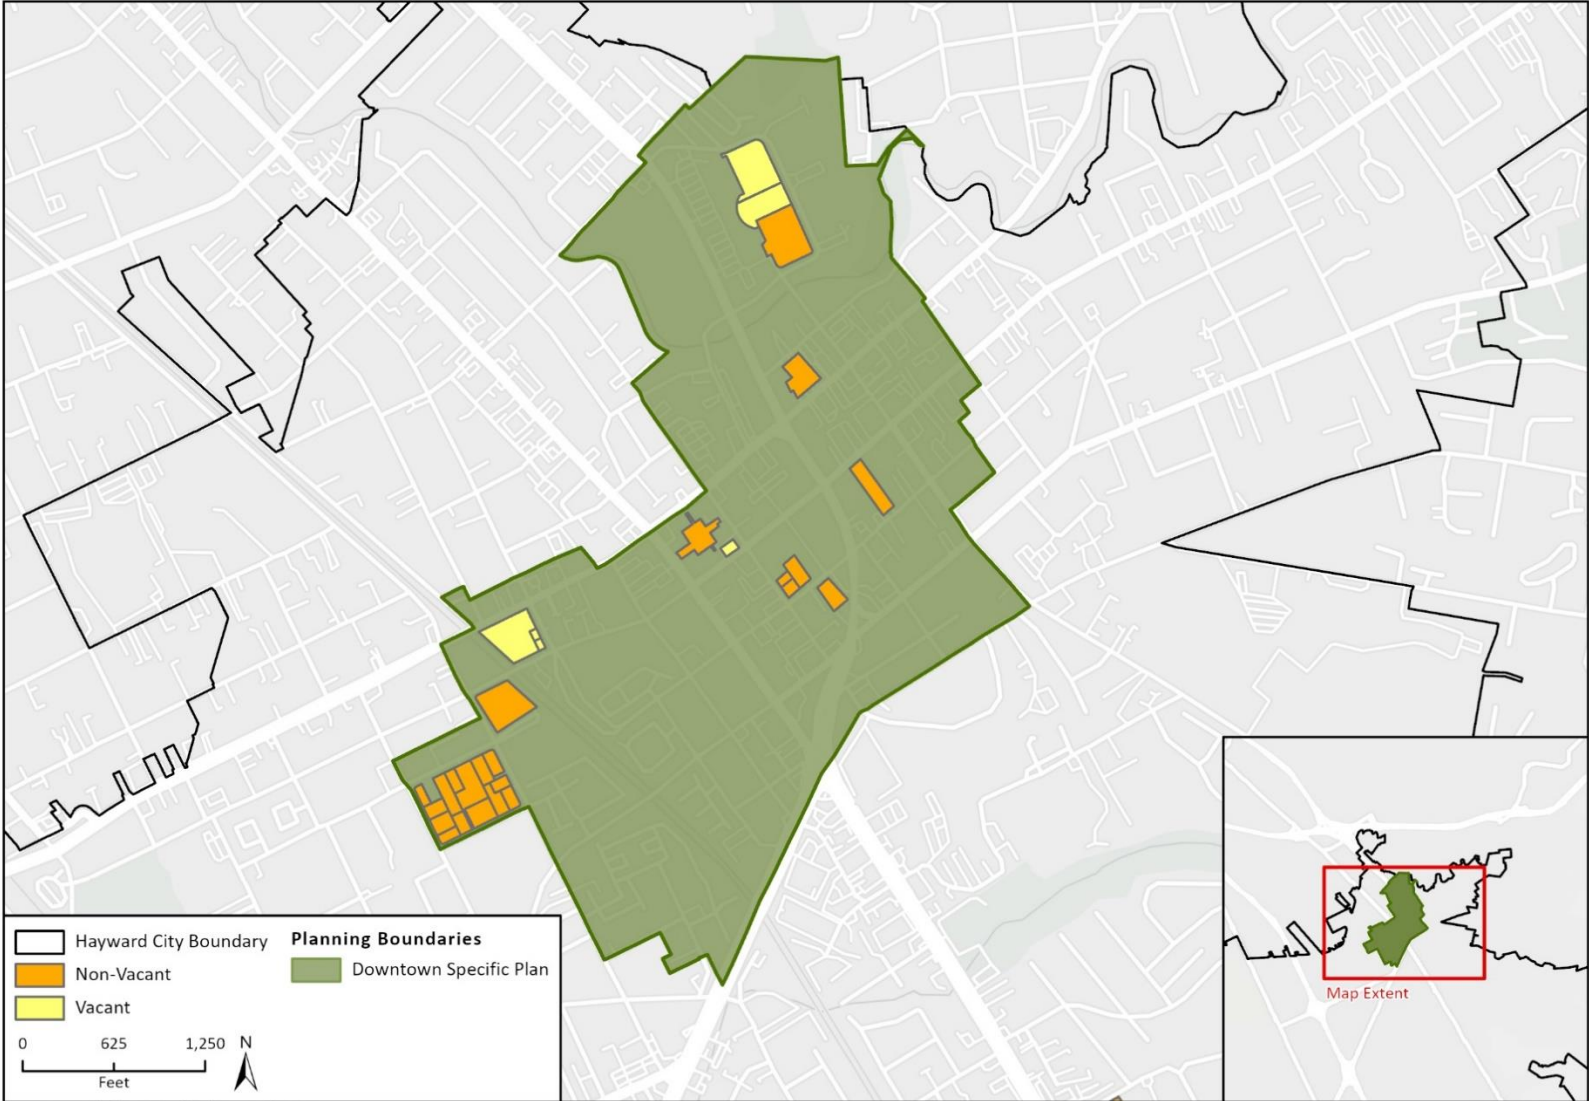 Hayward City Boundary
Non-Vacant
Vacant
Planning Boundaries
Downtown Specific Plan
0 625 1,250
Feet
N
Map Extent